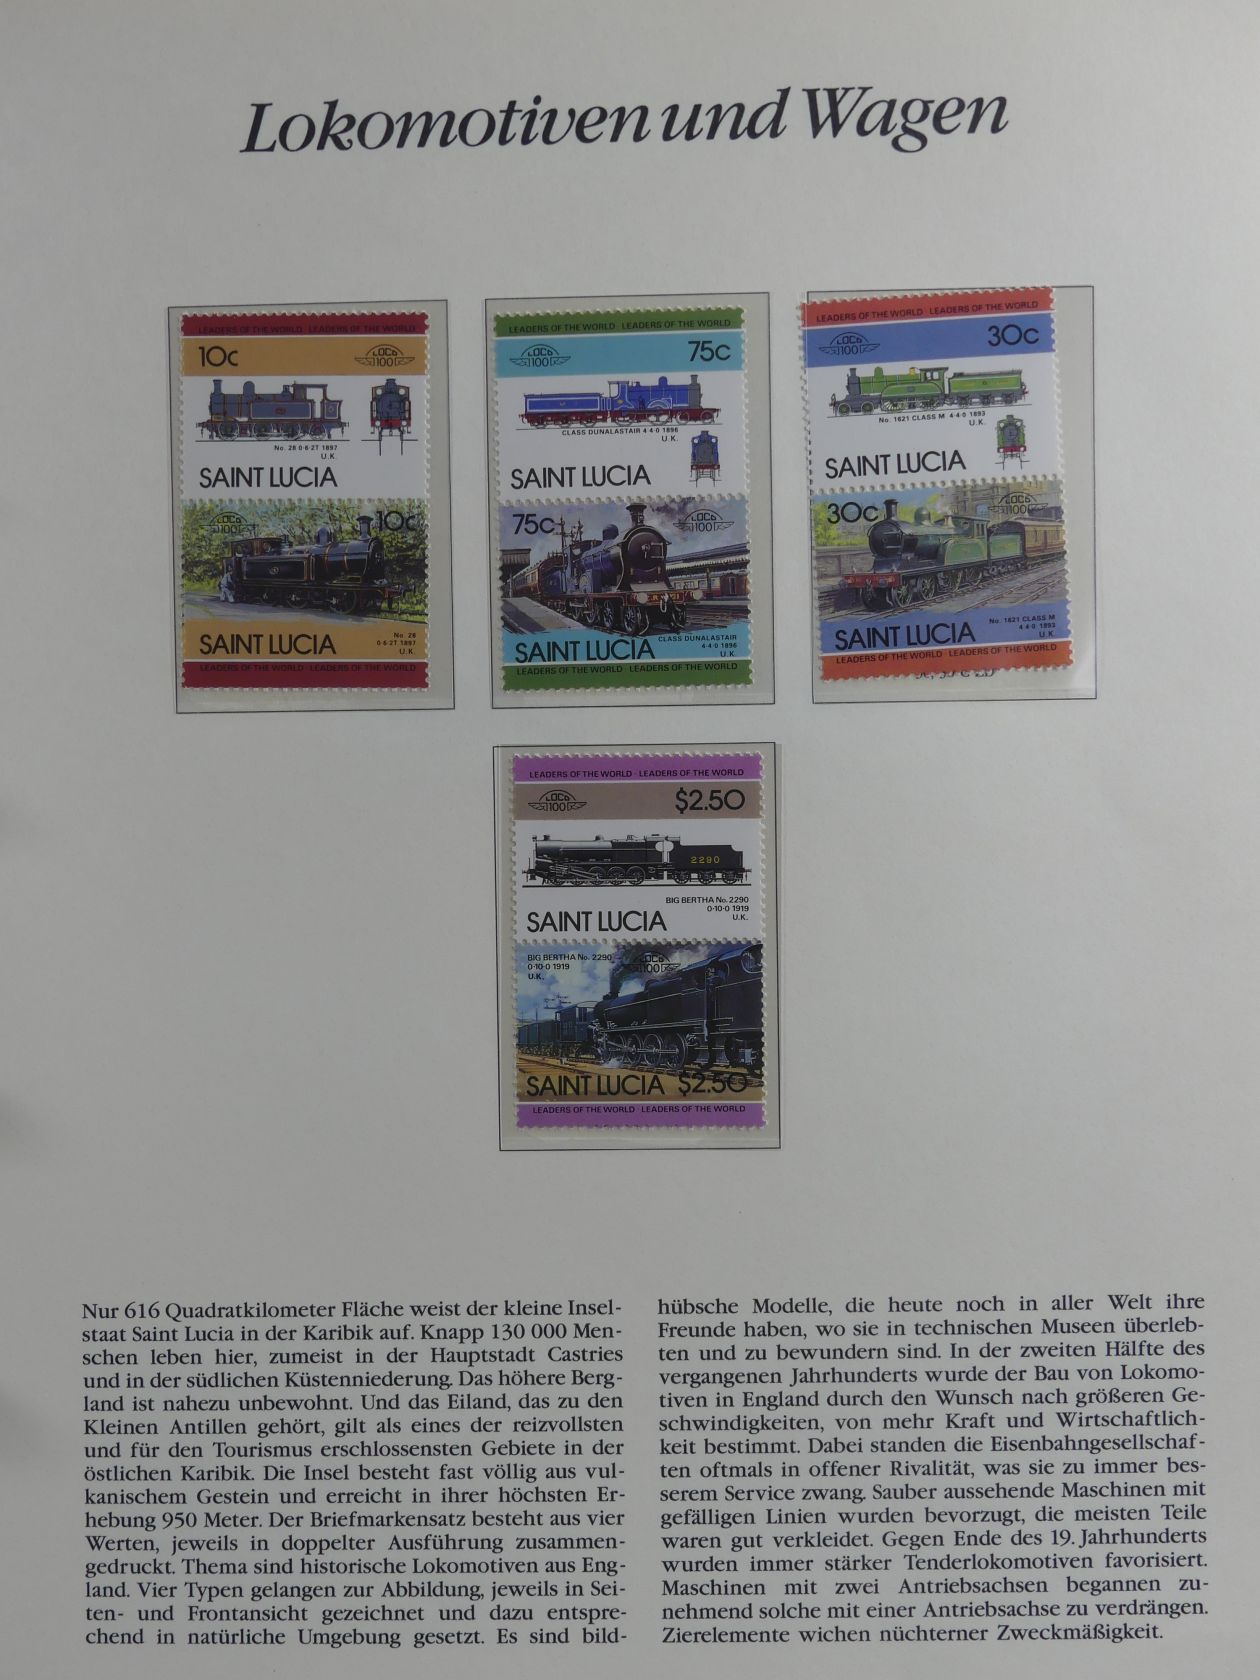 Lokomotiven und Wagen
LEADERS OF THE WORLD · LEADERS OF THE WORLD
10c
LOCO
100
No. 28 0-6-2T 1897
U.K.
SAINT LUCIA
LOCO
100
10c
SAINT LUCIA
No. 28
0-6-2T 1897
U.K.
LEADERS OF THE WORLD · LEADERS OF THE WORLD
LEADERS OF THE WORLD · LEADERS OF THE WORLD
LOCO
100
75c
CLASS DUNALASTAIR 4-4-0 1896
U.K.
SAINT LUCIA
75c
LOCO
100
SAINT LUCIA
CLASS DUNALASTAIR
4-4-0 1896
U.K.
LEADERS OF THE WORLD · LEADERS OF THE WORLD
LEADERS OF THE WORLD · LEADERS OF THE WORLD
LOCO
100
30c
No. 1621 CLASS M 4-4-0 1893
U.K.
SAINT LUCIA
30c
LOCO
100
SAINT LUCIA
No. 1621 CLASS M
4-4-0 1893
U.K.
LEADERS OF THE WORLD · LEADERS OF THE WORLD
LEADERS OF THE WORLD · LEADERS OF THE WORLD
LOCO
100
$2.50
2290
BIG BERTHA No. 2290
0-10-0 1919
U.K.
SAINT LUCIA
BIG BERTHA No. 2290
0-10-0 1919
U.K.
LOCO
100
SAINT LUCIA $2.50
LEADERS OF THE WORLD · LEADERS OF THE WORLD
Nur 616 Quadratkilometer Fläche weist der kleine Insel-
staat Saint Lucia in der Karibik auf. Knapp 130 000 Men-
schen leben hier, zumeist in der Hauptstadt Castries
und in der südlichen Küstenniederung. Das höhere Berg-
land ist nahezu unbewohnt. Und das Eiland, das zu den
Kleinen Antillen gehört, gilt als eines der reizvollsten
und für den Tourismus erschlossensten Gebiete in der
östlichen Karibik. Die Insel besteht fast völlig aus vul-
kanischem Gestein und erreicht in ihrer höchsten Er-
hebung 950 Meter. Der Briefmarkensatz besteht aus vier
Werten, jeweils in doppelter Ausführung zusammen-
gedruckt. Thema sind historische Lokomotiven aus Eng-
land. Vier Typen gelangen zur Abbildung, jeweils in Sei-
ten- und Frontansicht gezeichnet und dazu entspre-
chend in natürliche Umgebung gesetzt. Es sind bild-
hübsche Modelle, die heute noch in aller Welt ihre
Freunde haben, wo sie in technischen Museen überleb-
ten und zu bewundern sind. In der zweiten Hälfte des
vergangenen Jahrhunderts wurde der Bau von Lokomo-
tiven in England durch den Wunsch nach größeren Ge-
schwindigkeiten, von mehr Kraft und Wirtschaftlich-
keit bestimmt. Dabei standen die Eisenbahngesellschaf-
ten oftmals in offener Rivalität, was sie zu immer bes-
serem Service zwang. Sauber aussehende Maschinen mit
gefälligen Linien wurden bevorzugt, die meisten Teile
waren gut verkleidet. Gegen Ende des 19. Jahrhunderts
wurden immer stärker Tenderlokomotiven favorisiert.
Maschinen mit zwei Antriebsachsen begannen zu-
nehmend solche mit einer Antriebsachse zu verdrängen.
Zierelemente wichen nüchterner Zweckmäßigkeit.